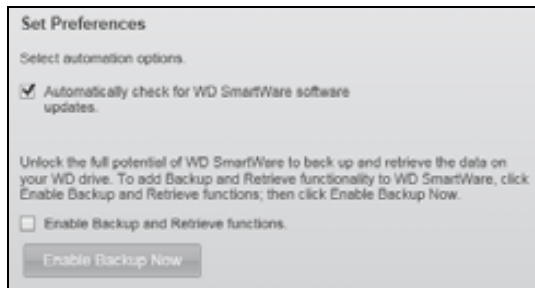 Set Preferences
Select automation options.
Automatically check for WD SmartWare software
updates.
Unlock the full potential of WD SmartWare to back up and retrieve the data on
your WD drive. To add Backup and Retrieve functionality to WD SmartWare, click
Enable Backup and Retrieve functions; then click Enable Backup Now.
Enable Backup and Retrieve functions.
Enable Backup Now